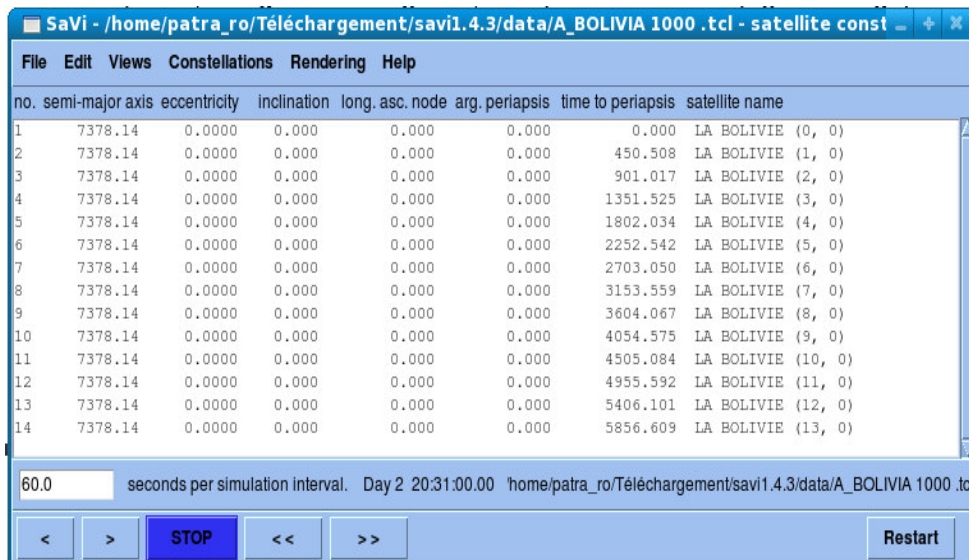 SaVi - /home/patra_ro/Téléchargement/savi1.4.3/data/A_BOLIVIA 1000 .tcl - satellite const
File Edit Views Constellations Rendering Help
no. semi-major axis eccentricity inclination long. asc. node arg. periapsis time to periapsis satellite name
1 7378.14 0.0000 0.000 0.000 0.000 0.000 LA BOLIVIE (0, 0)
2 7378.14 0.0000 0.000 0.000 0.000 450.508 LA BOLIVIE (1, 0)
3 7378.14 0.0000 0.000 0.000 0.000 901.017 LA BOLIVIE (2, 0)
4 7378.14 0.0000 0.000 0.000 0.000 1351.525 LA BOLIVIE (3, 0)
5 7378.14 0.0000 0.000 0.000 0.000 1802.034 LA BOLIVIE (4, 0)
6 7378.14 0.0000 0.000 0.000 0.000 2252.542 LA BOLIVIE (5, 0)
7 7378.14 0.0000 0.000 0.000 0.000 2703.050 LA BOLIVIE (6, 0)
8 7378.14 0.0000 0.000 0.000 0.000 3153.559 LA BOLIVIE (7, 0)
9 7378.14 0.0000 0.000 0.000 0.000 3604.067 LA BOLIVIE (8, 0)
10 7378.14 0.0000 0.000 0.000 0.000 4054.575 LA BOLIVIE (9, 0)
11 7378.14 0.0000 0.000 0.000 0.000 4505.084 LA BOLIVIE (10, 0)
12 7378.14 0.0000 0.000 0.000 0.000 4955.592 LA BOLIVIE (11, 0)
13 7378.14 0.0000 0.000 0.000 0.000 5406.101 LA BOLIVIE (12, 0)
14 7378.14 0.0000 0.000 0.000 0.000 5856.609 LA BOLIVIE (13, 0)
60.0 seconds per simulation interval. Day 2 20:31:00.00 'home/patra_ro/Téléchargement/savi1.4.3/data/A_BOLIVIA 1000 .tc
< > STOP << >> Restart